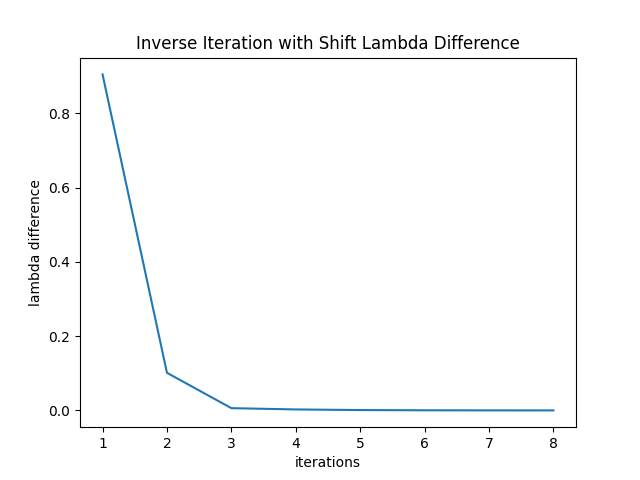 Inverse Iteration with Shift Lambda Difference
lambda difference
0.8
0.6
0.4
0.2
0.0
1 2 3 4 5 6 7 8
iterations